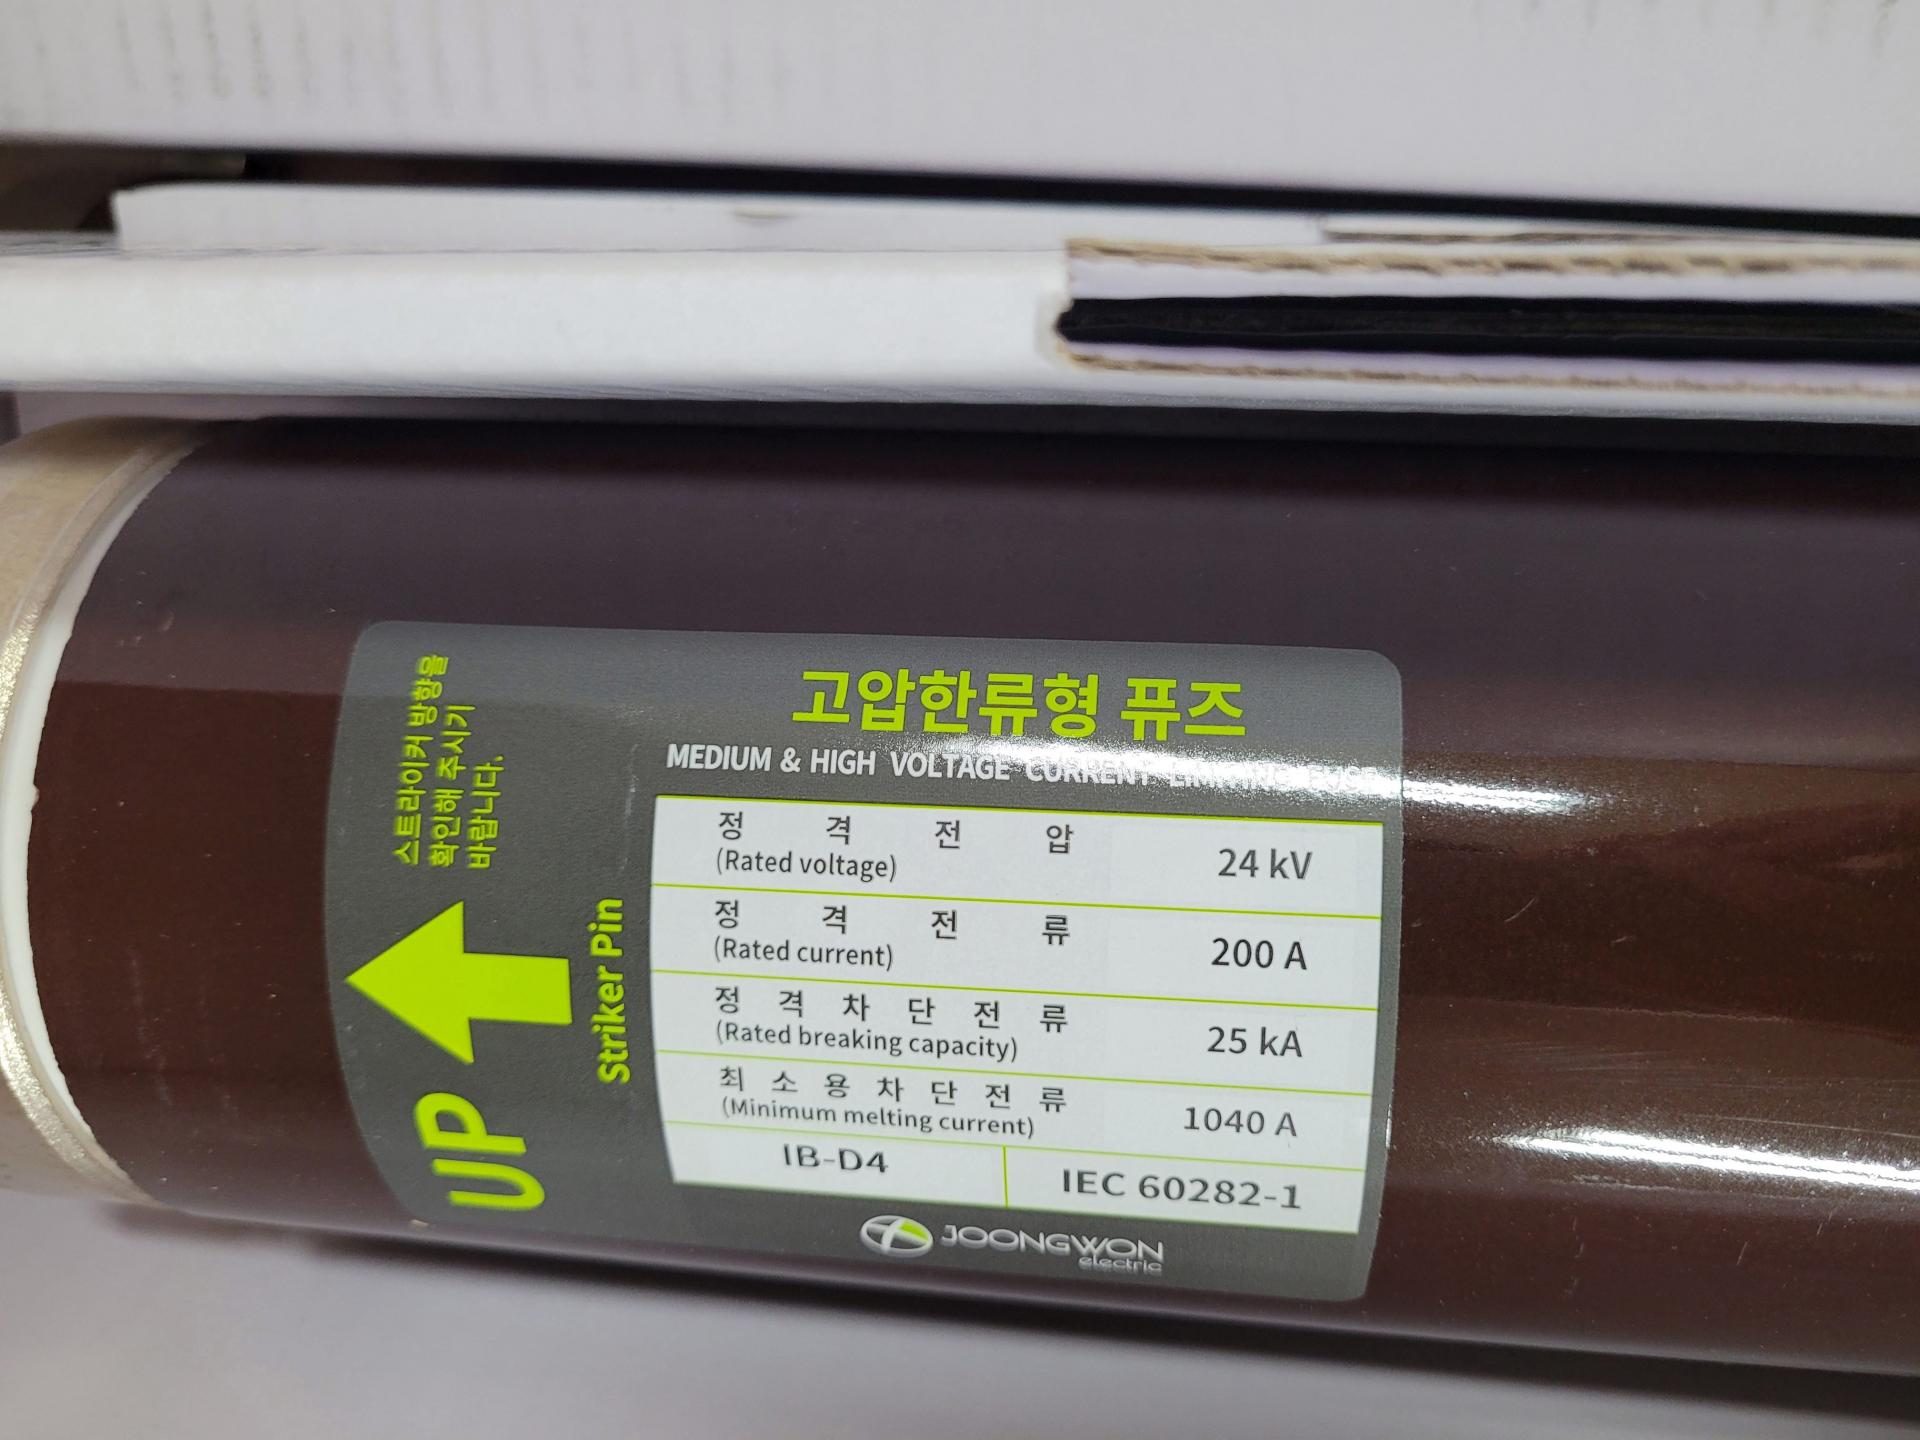 스트라이커 방향을
확인해 주시기
바랍니다.
UP
Striker Pin
고압한류형 퓨즈
MEDIUM & HIGH VOLTAGE CURRENT LIMITING FUSE
정 격 전 압
(Rated voltage)
24 kV
정 격 전 류
(Rated current)
200 A
정 격 차 단 전 류
(Rated breaking capacity)
25 kA
최 소 용 차 단 전 류
(Minimum melting current)
1040 A
IB-D4
IEC 60282-1
JOONGWON
electric